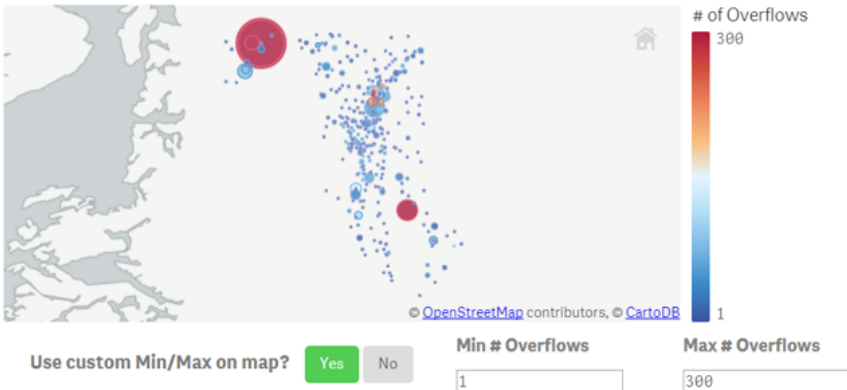 # of Overflows
300
1
© OpenStreetMap contributors, © CartoDB
Use custom Min/Max on map?
Yes
No
Min # Overflows
1
Max # Overflows
300